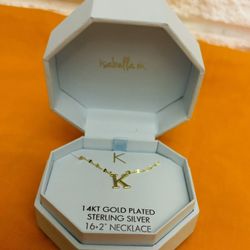 isabella m.
K
K
14KT GOLD PLATED
STERLING SILVER
16+2" NECKLACE